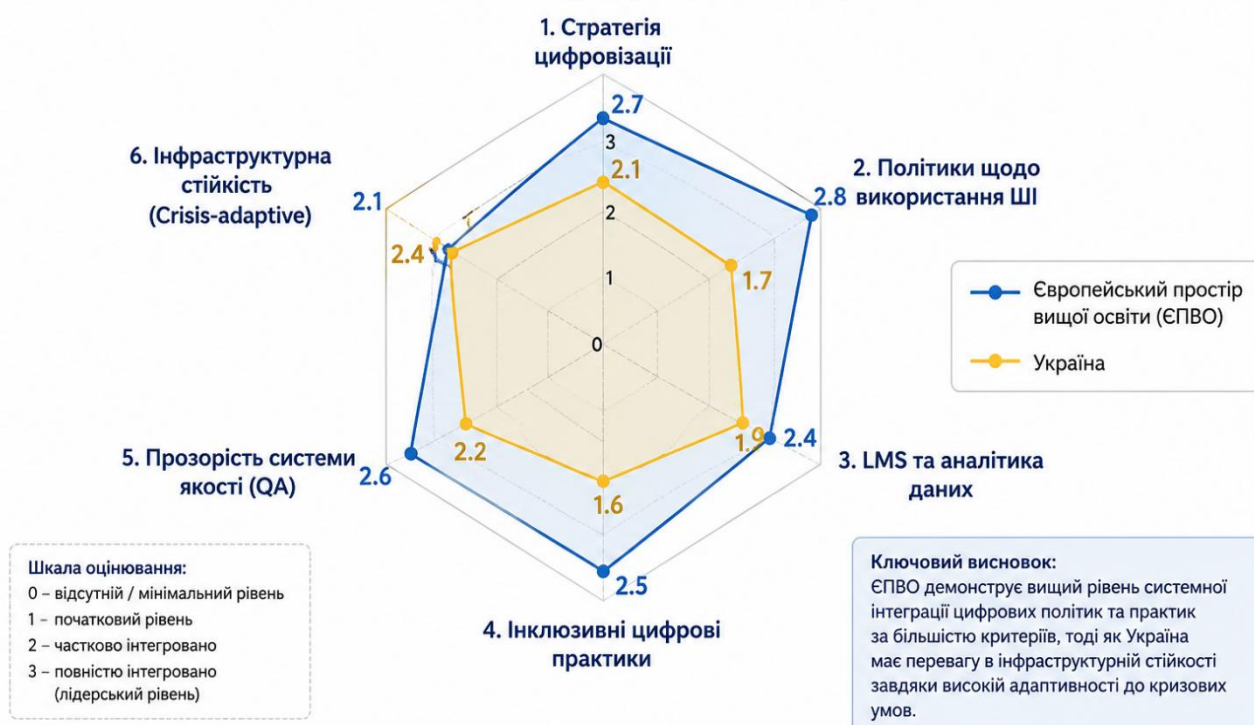 1. Стратегія
цифровізації
2.7
3
2.1
2
1
0
2. Політики щодо
використання ШІ
2.8
1.7
6. Інфраструктурна
стійкість
(Crisis-adaptive)
2.1
2.4
Європейський простір
вищої освіти (ЄПВО)
Україна
5. Прозорість системи
якості (QA)
2.6
2.2
1.9
2.4
3. LMS та аналітика
даних
1.6
2.5
4. Інклюзивні цифрові
практики
Шкала оцінювання:
0 – відсутній / мінімальний рівень
1 – початковий рівень
2 – частково інтегровано
3 – повністю інтегровано
(лідерський рівень)
Ключовий висновок:
ЄПВО демонструє вищий рівень системної
інтеграції цифрових політик та практик
за більшістю критеріїв, тоді як Україна
має перевагу в інфраструктурній стійкості
завдяки високій адаптивності до кризових
умов.